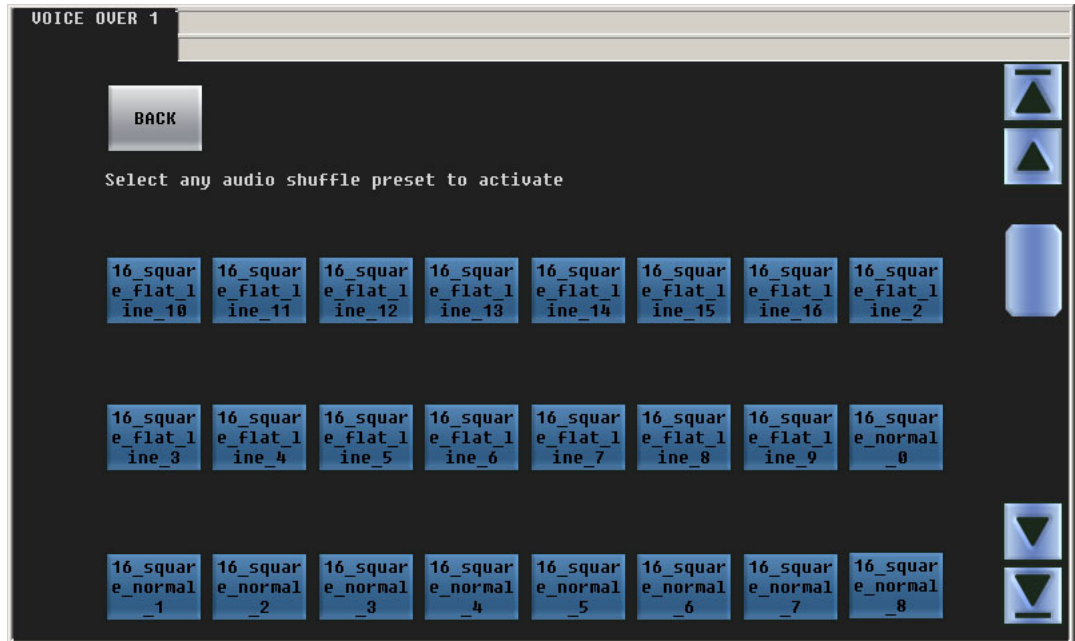 VOICE OVER 1
BACK
Select any audio shuffle preset to activate
16_squar
e_flat_l
ine_10
16_squar
e_flat_l
ine_11
16_squar
e_flat_l
ine_12
16_squar
e_flat_l
ine_13
16_squar
e_flat_l
ine_14
16_squar
e_flat_l
ine_15
16_squar
e_flat_l
ine_16
16_squar
e_flat_l
ine_2
16_squar
e_flat_l
ine_3
16_squar
e_flat_l
ine_4
16_squar
e_flat_l
ine_5
16_squar
e_flat_l
ine_6
16_squar
e_flat_l
ine_7
16_squar
e_flat_l
ine_8
16_squar
e_flat_l
ine_9
16_squar
e_normal
_0
16_squar
e_normal
_1
16_squar
e_normal
_2
16_squar
e_normal
_3
16_squar
e_normal
_4
16_squar
e_normal
_5
16_squar
e_normal
_6
16_squar
e_normal
_7
16_squar
e_normal
_8